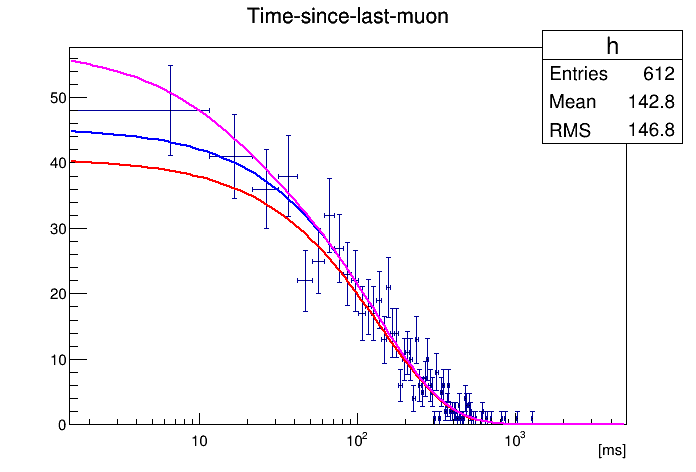 Time-since-last-muon
h
Entries 612
Mean 142.8
RMS 146.8
50
40
30
20
10
0
10 10² 10³
[ms]